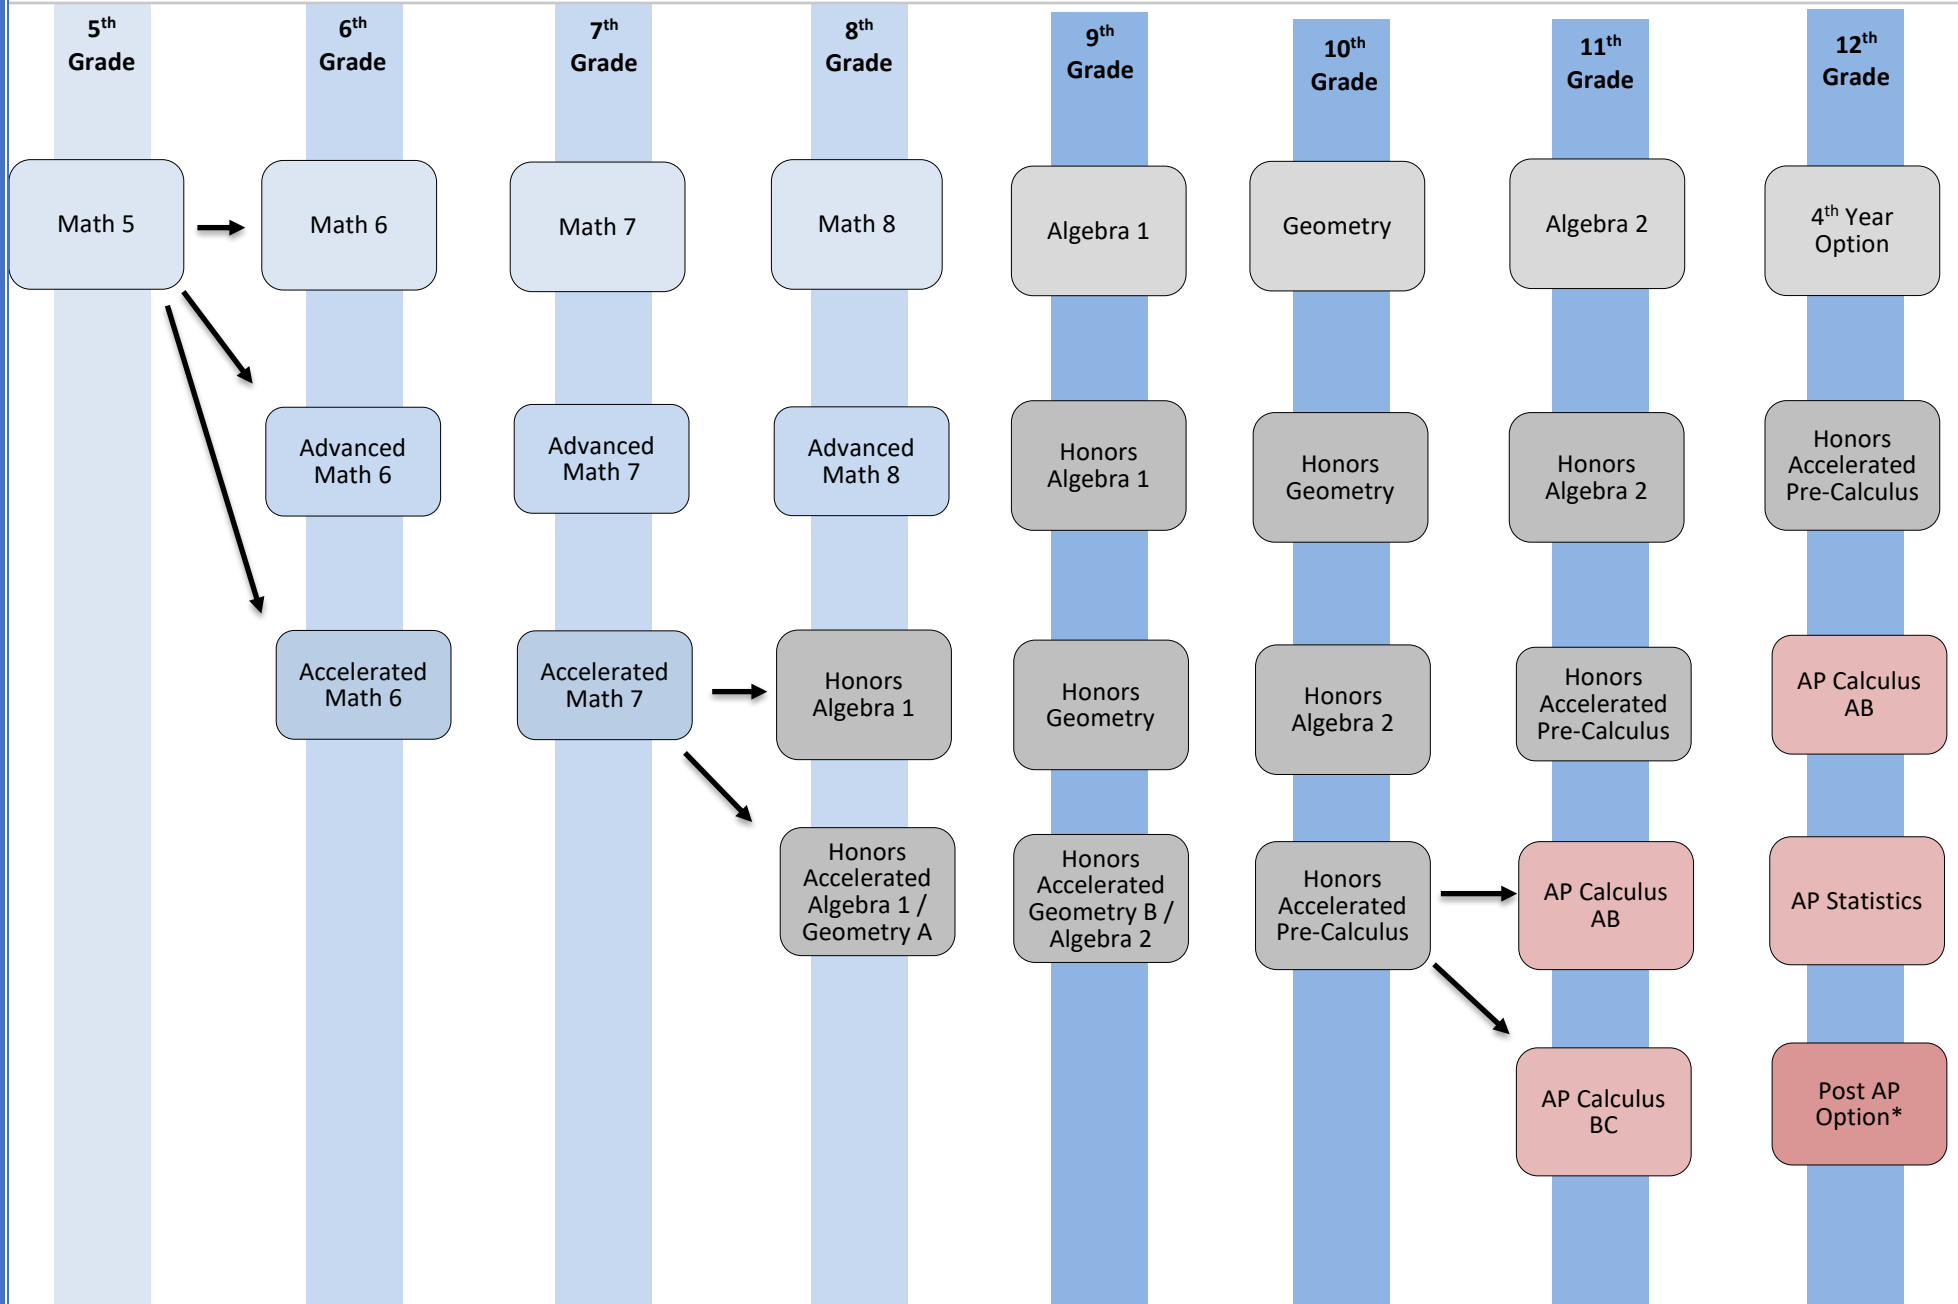 5th
Grade
6th
Grade
7th
Grade
8th
Grade
9th
Grade
10th
Grade
11th
Grade
12th
Grade
Math 5
Math 6
Math 7
Math 8
Algebra 1
Geometry
Algebra 2
4th Year
Option
Advanced
Math 6
Advanced
Math 7
Advanced
Math 8
Honors
Algebra 1
Honors
Geometry
Honors
Algebra 2
Honors
Accelerated
Pre-Calculus
Accelerated
Math 6
Accelerated
Math 7
Honors
Algebra 1
Honors
Geometry
Honors
Algebra 2
Honors
Accelerated
Pre-Calculus
AP Calculus
AB
Honors
Accelerated
Algebra 1 /
Geometry A
Honors
Accelerated
Geometry B /
Algebra 2
Honors
Accelerated
Pre-Calculus
AP Calculus
AB
AP Statistics
AP Calculus
BC
Post AP
Option*